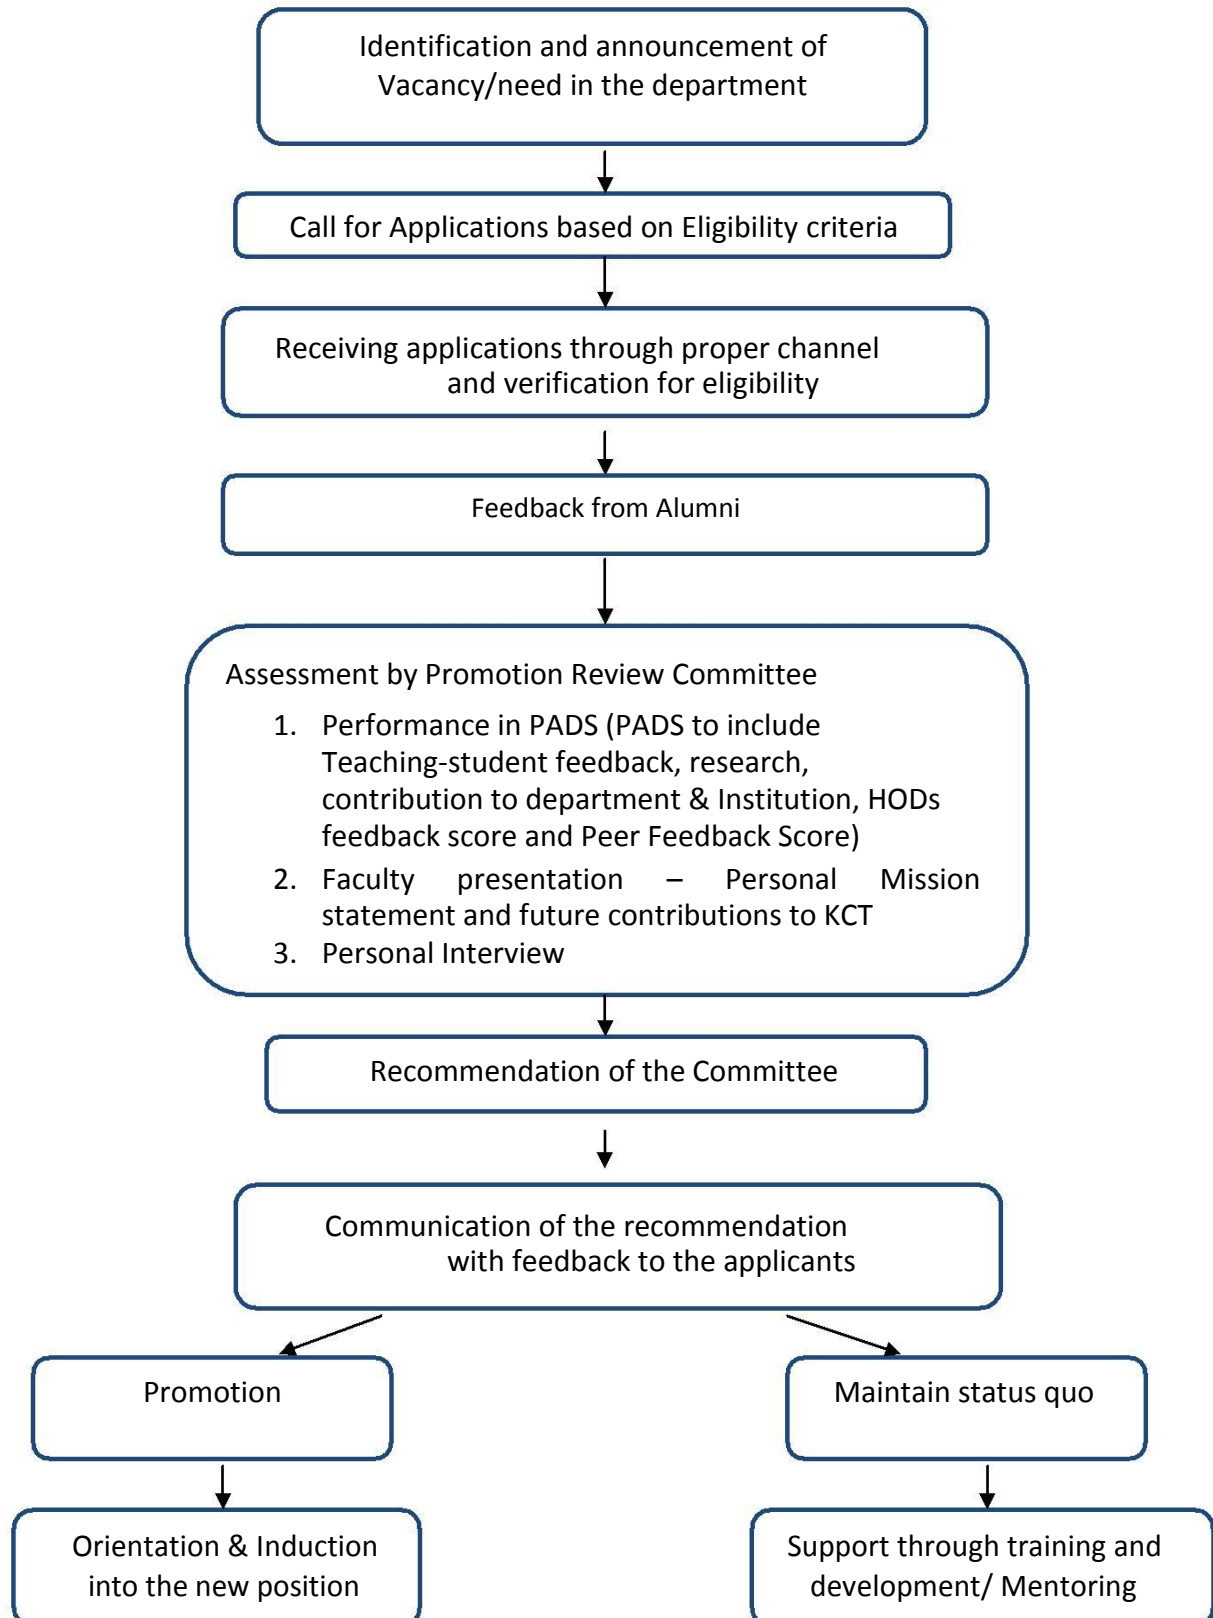 Identification and announcement of
Vacancy/need in the department
Call for Applications based on Eligibility criteria
Receiving applications through proper channel
and verification for eligibility
Feedback from Alumni
Assessment by Promotion Review Committee
1. Performance in PADS (PADS to include
Teaching-student feedback, research,
contribution to department & Institution, HODs
feedback score and Peer Feedback Score)
2. Faculty presentation – Personal Mission
statement and future contributions to KCT
3. Personal Interview
Recommendation of the Committee
Communication of the recommendation
with feedback to the applicants
Promotion
Maintain status quo
Orientation & Induction
into the new position
Support through training and
development/ Mentoring